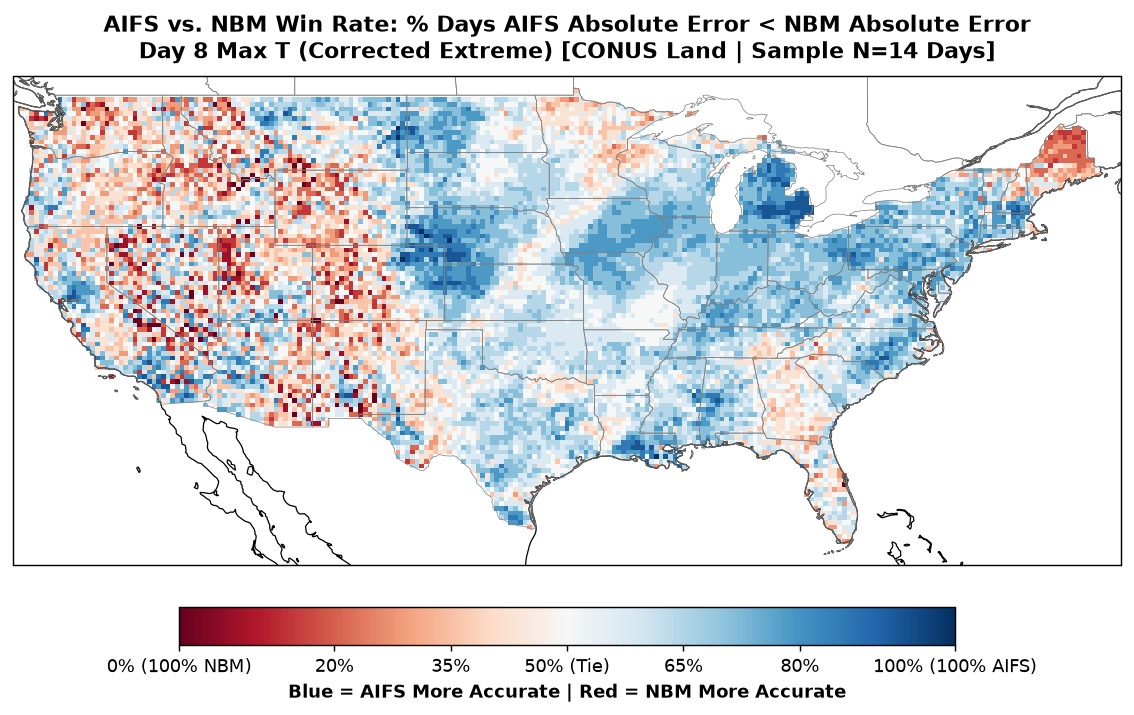 AIFS vs. NBM Win Rate: % Days AIFS Absolute Error < NBM Absolute Error
Day 8 Max T (Corrected Extreme) [CONUS Land | Sample N=14 Days]
0% (100% NBM) 20% 35% 50% (Tie) 65% 80% 100% (100% AIFS)
Blue = AIFS More Accurate | Red = NBM More Accurate